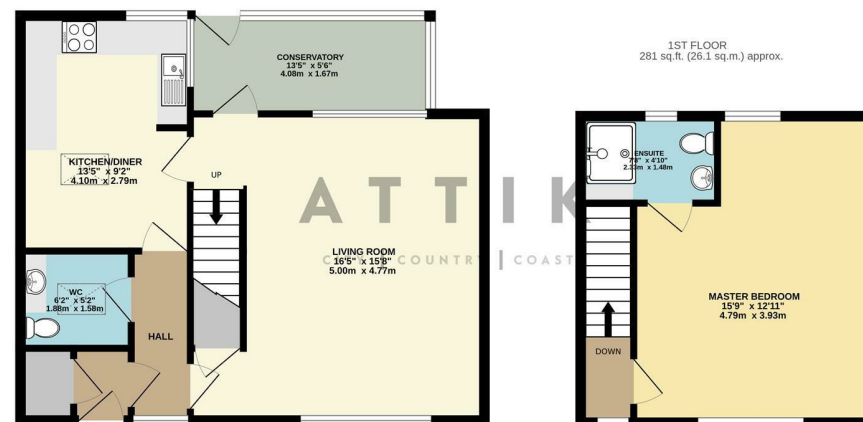 CONSERVATORY
13'5" x 5'6"
4.08m x 1.67m
1ST FLOOR
281 sq.ft. (26.1 sq.m.) approx.
KITCHEN/DINER
13'5" x 9'2"
4.10m x 2.79m
UP
ENSUITE
7'8" x 4'10"
2.33m x 1.48m
ATTIK
CITY COUNTRY | COAST
LIVING ROOM
16'5" x 15'8"
5.00m x 4.77m
WC
6'2" x 5'2"
1.88m x 1.58m
HALL
MASTER BEDROOM
15'9" x 12'11"
4.79m x 3.93m
DOWN